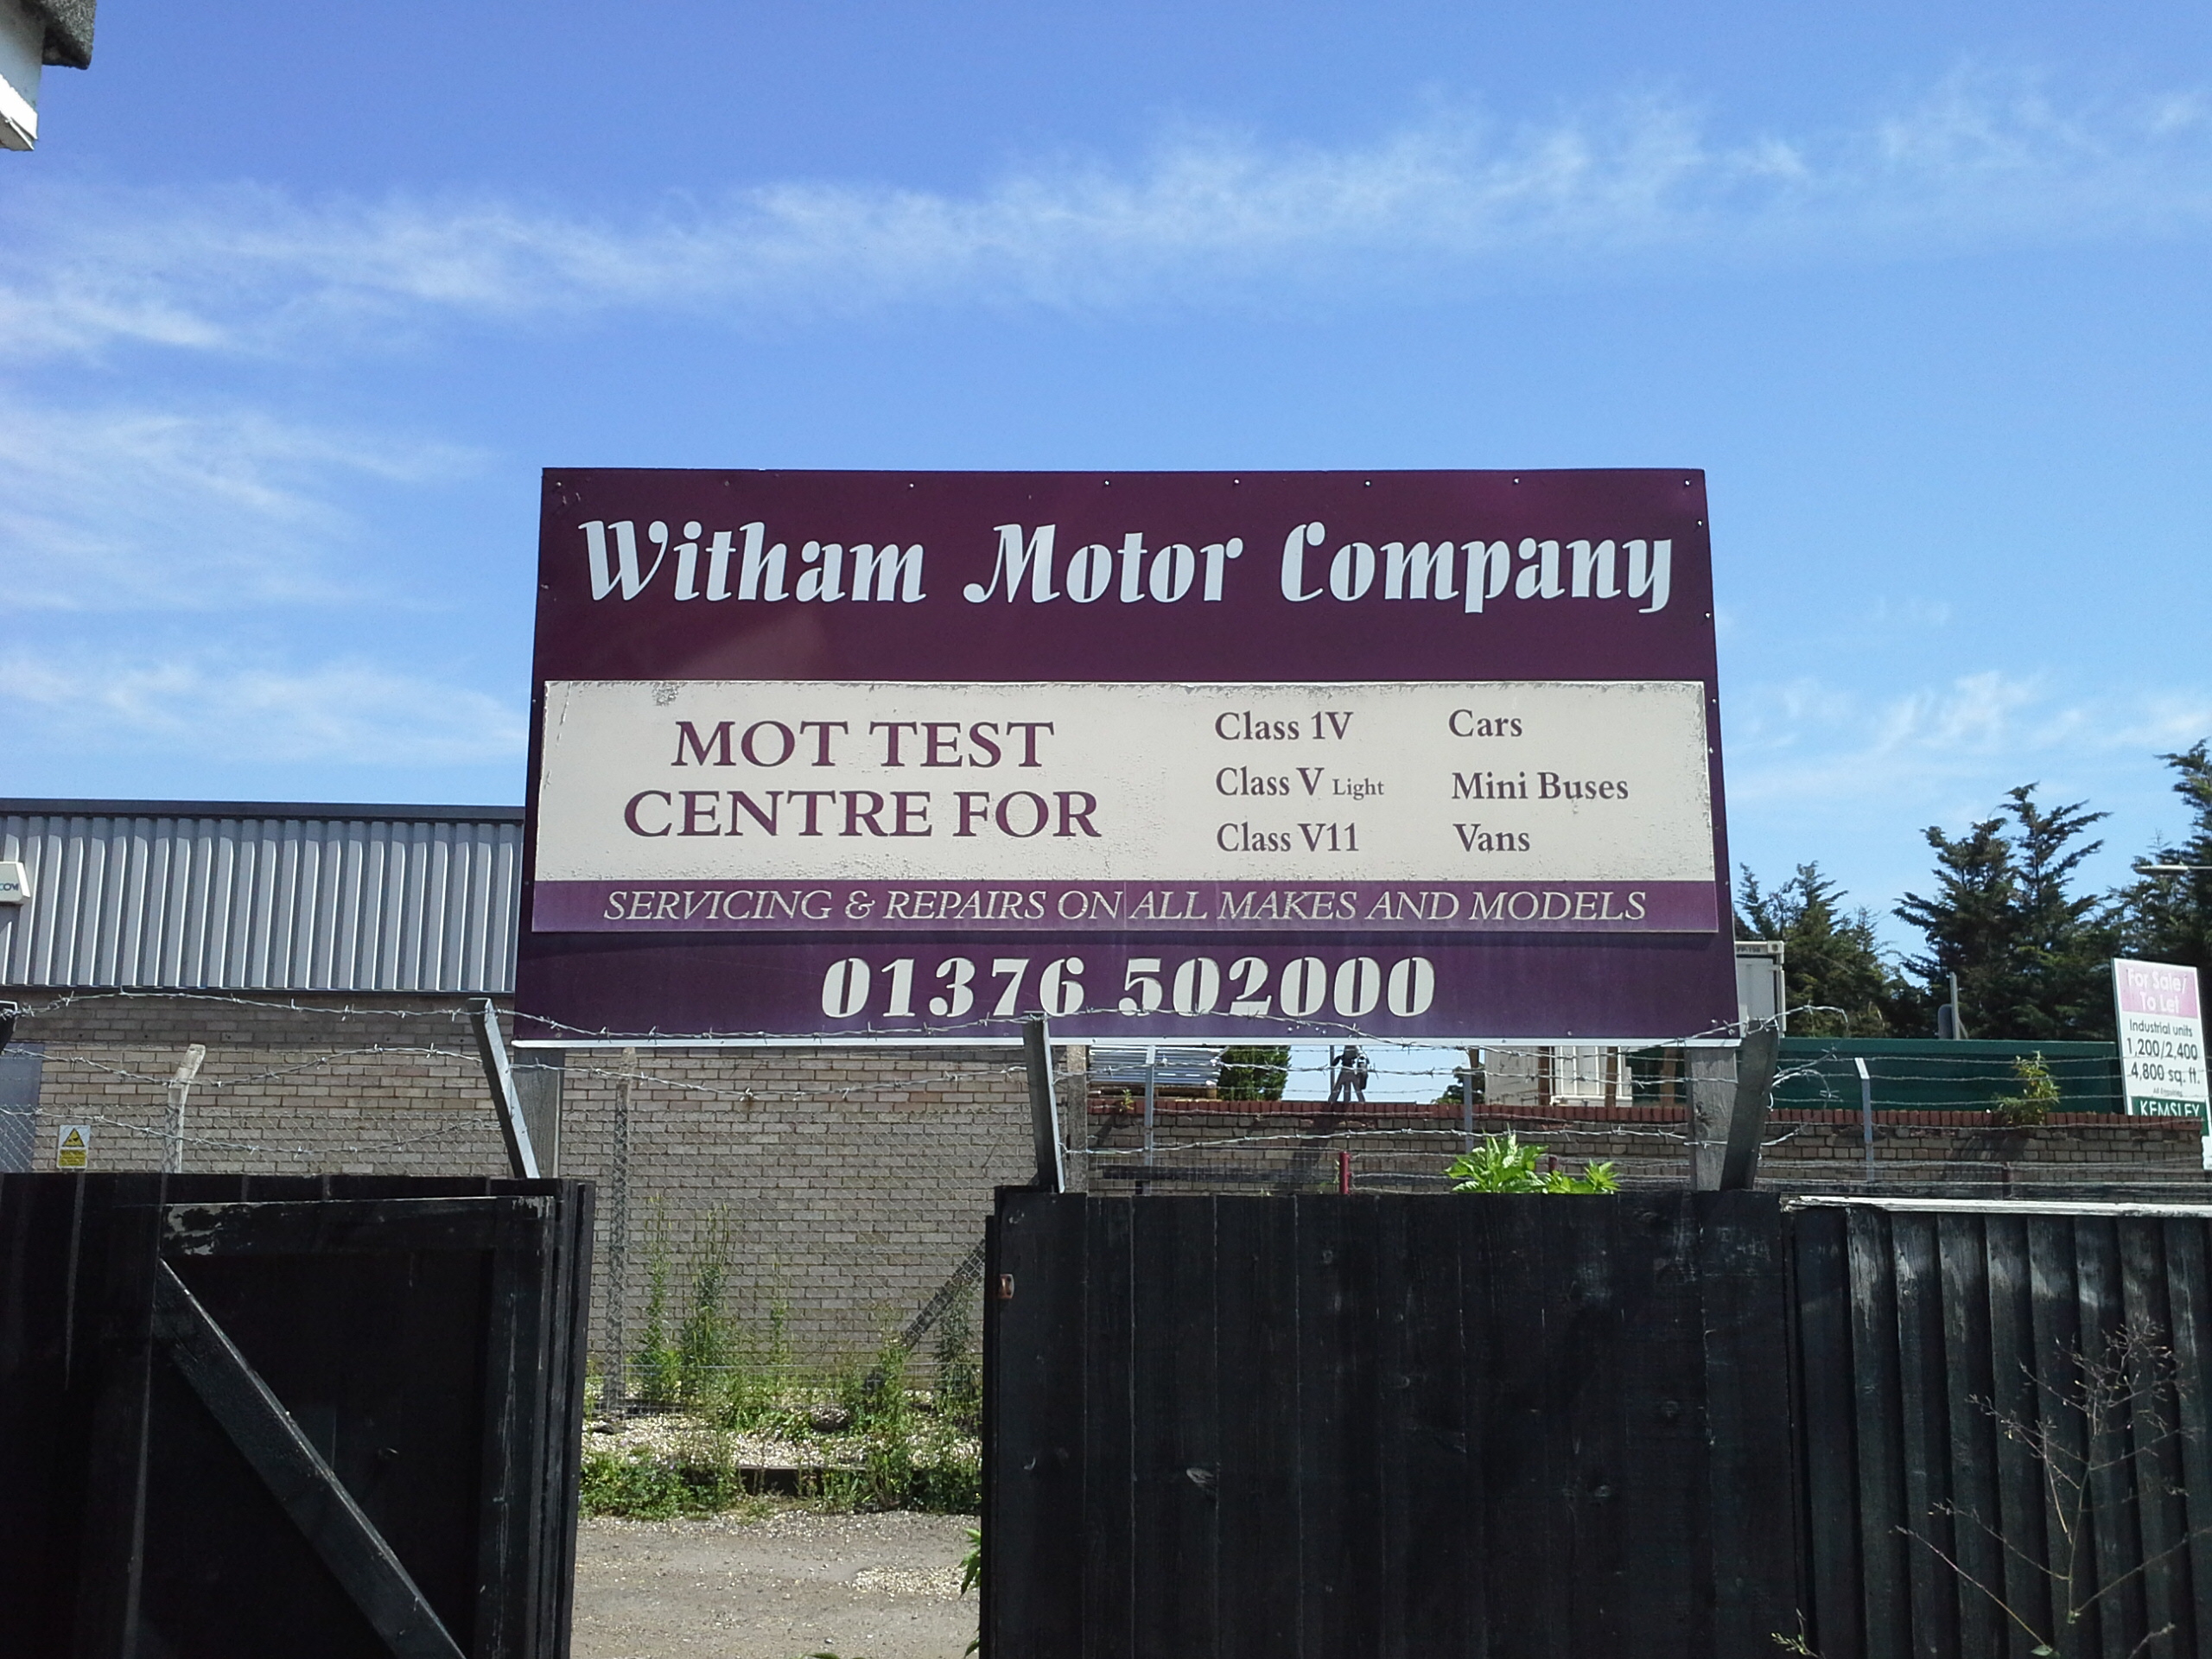 Witham Motor Company
MOT TEST
CENTRE FOR
Class 1V Cars
Class V Light Mini Buses
Class V11 Vans
SERVICING & REPAIRS ON ALL MAKES AND MODELS
01376 502000
For Sale/
To Let
Industrial units
1,200/2,400
4,800 sq. ft.
KEMSLEY